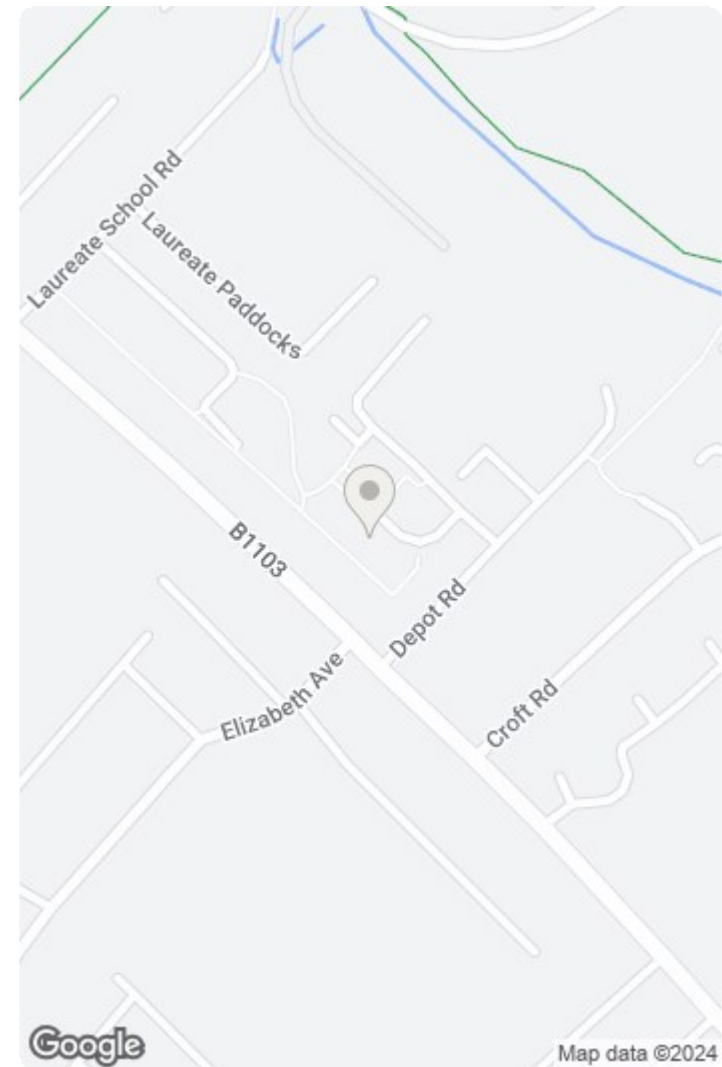 Laureate School Rd
Laureate Paddocks
B1103
Depot Rd
Elizabeth Ave
Croft Rd
Google
Map data ©2024